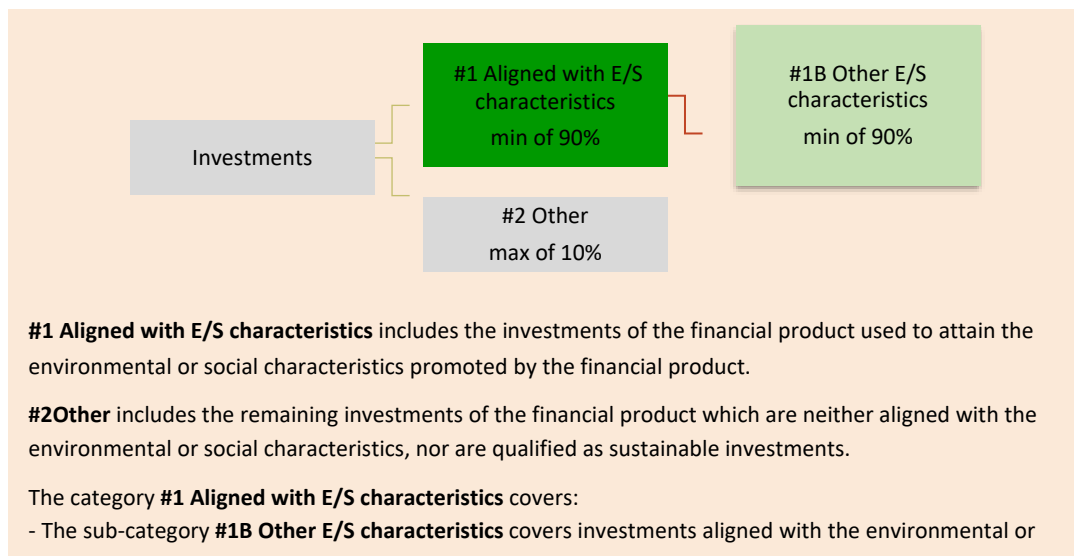 #1 Aligned with E/S
characteristics
min of 90%
#1B Other E/S
characteristics
min of 90%
Investments
#2 Other
max of 10%
#1 Aligned with E/S characteristics includes the investments of the financial product used to attain the
environmental or social characteristics promoted by the financial product.
#2Other includes the remaining investments of the financial product which are neither aligned with the
environmental or social characteristics, nor are qualified as sustainable investments.
The category #1 Aligned with E/S characteristics covers:
- The sub-category #1B Other E/S characteristics covers investments aligned with the environmental or